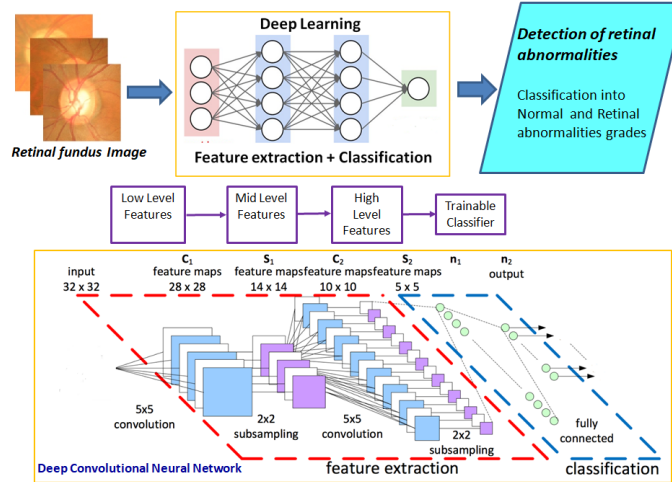 Deep Learning
Retinal fundus Image
Feature extraction + Classification
Detection of retinal
abnormalities
Classification into
Normal and Retinal
abnormalities grades
Low Level
Features
Mid Level
Features
High
Level
Features
Trainable
Classifier
input
32 x 32
C1
feature maps
28 x 28
S1
feature maps
14 x 14
C2
feature maps
10 x 10
S2
feature maps
5 x 5
n1
n2
output
5x5
convolution
2x2
subsampling
5x5
convolution
2x2
subsampling
fully
connected
Deep Convolutional Neural Network
feature extraction
classification